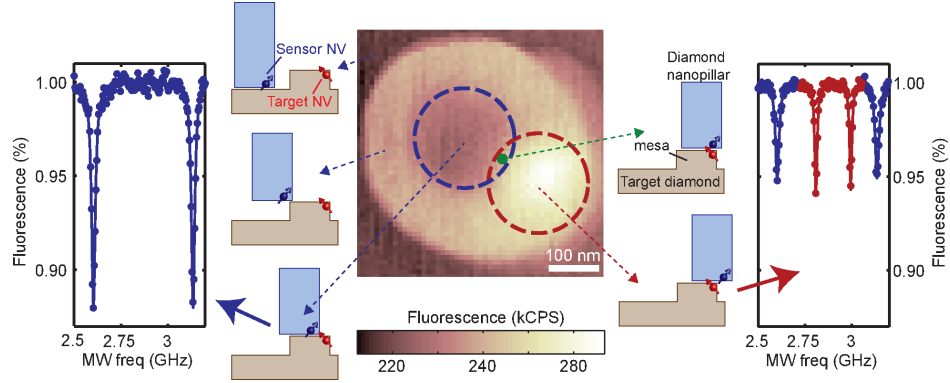 1.00
0.95
0.90
Fluorescence (%)
2.5
2.75
3
MW freq (GHz)
Sensor NV
Target NV
100 nm
Fluorescence (kCPS)
220
240
260
280
Diamond
nanopillar
mesa
Target diamond
1.00
0.95
0.90
Fluorescence (%)
2.5
2.75
3
MW freq (GHz)